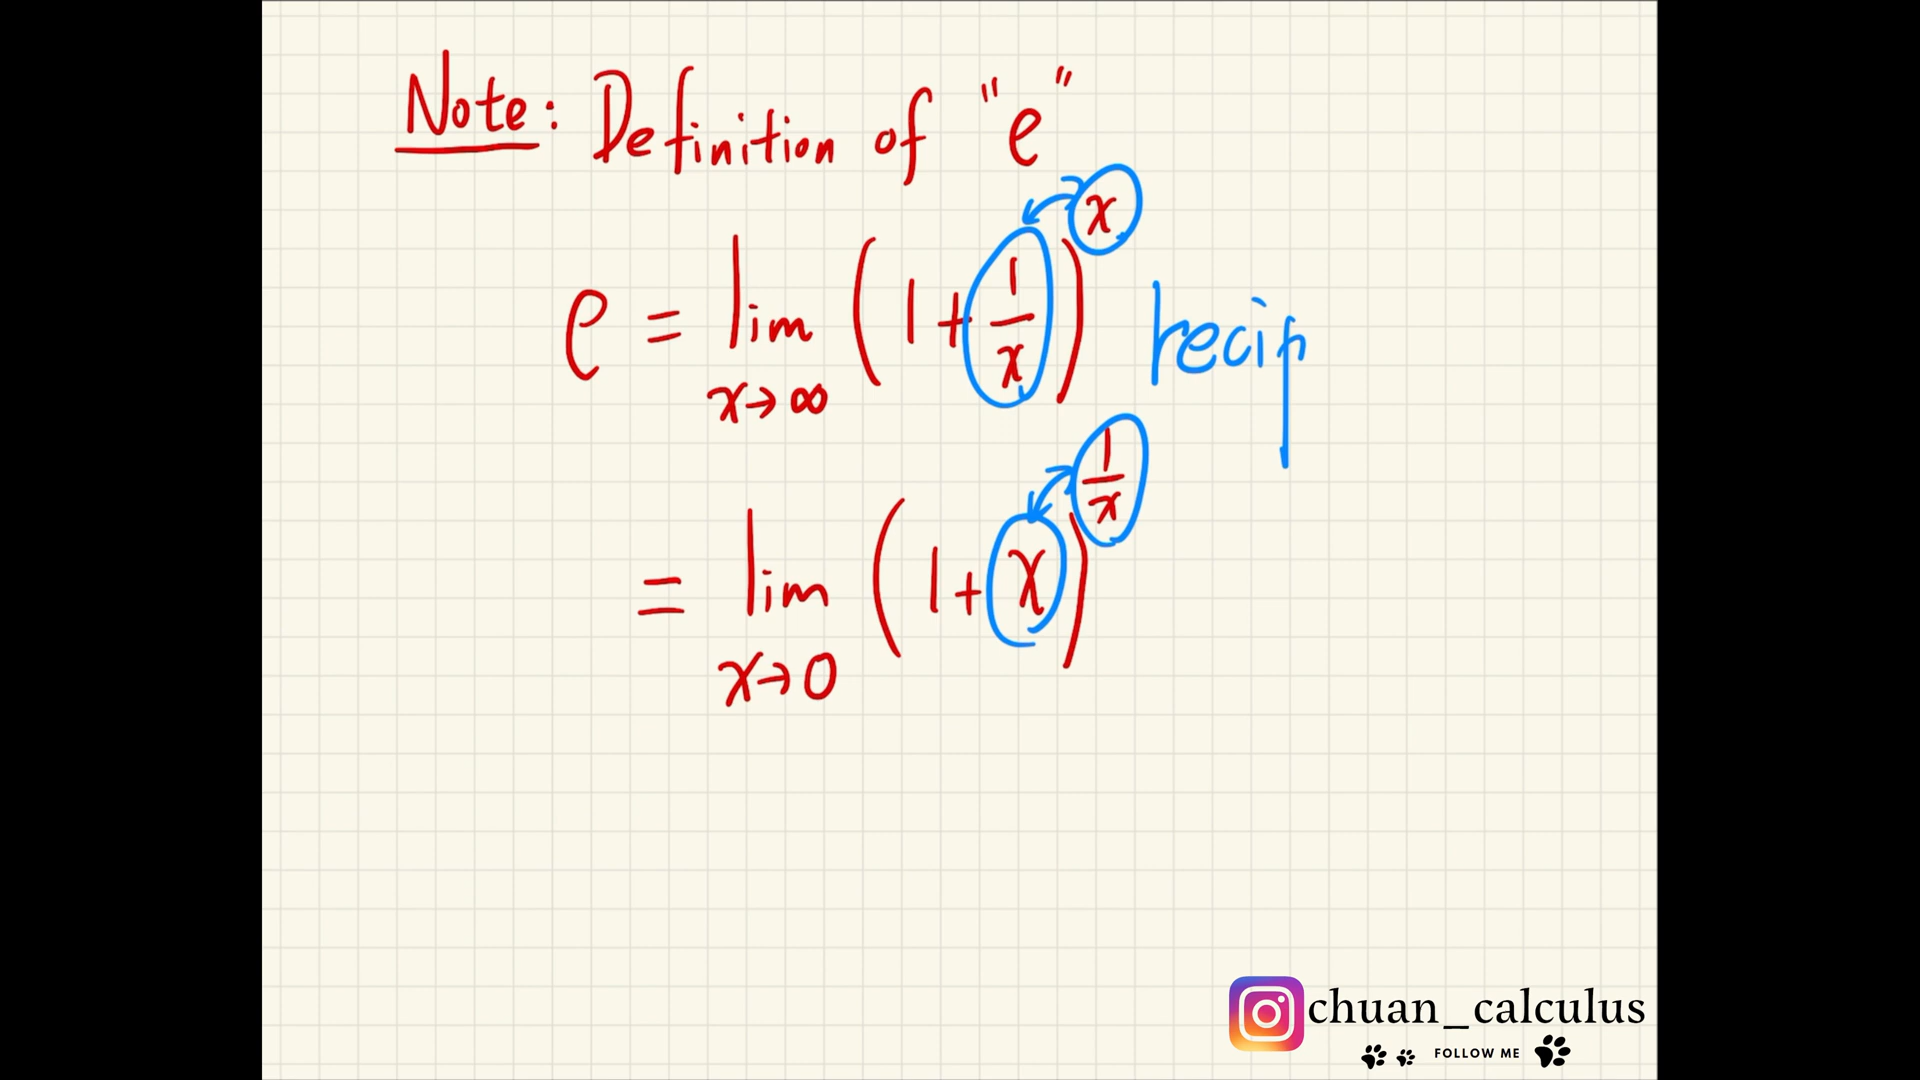 Note: Definition of "e"
e = lim x→∞ (1 + 1/x)^x
recip
= lim x→0 (1 + x)^1/x
chuan_calculus
FOLLOW ME